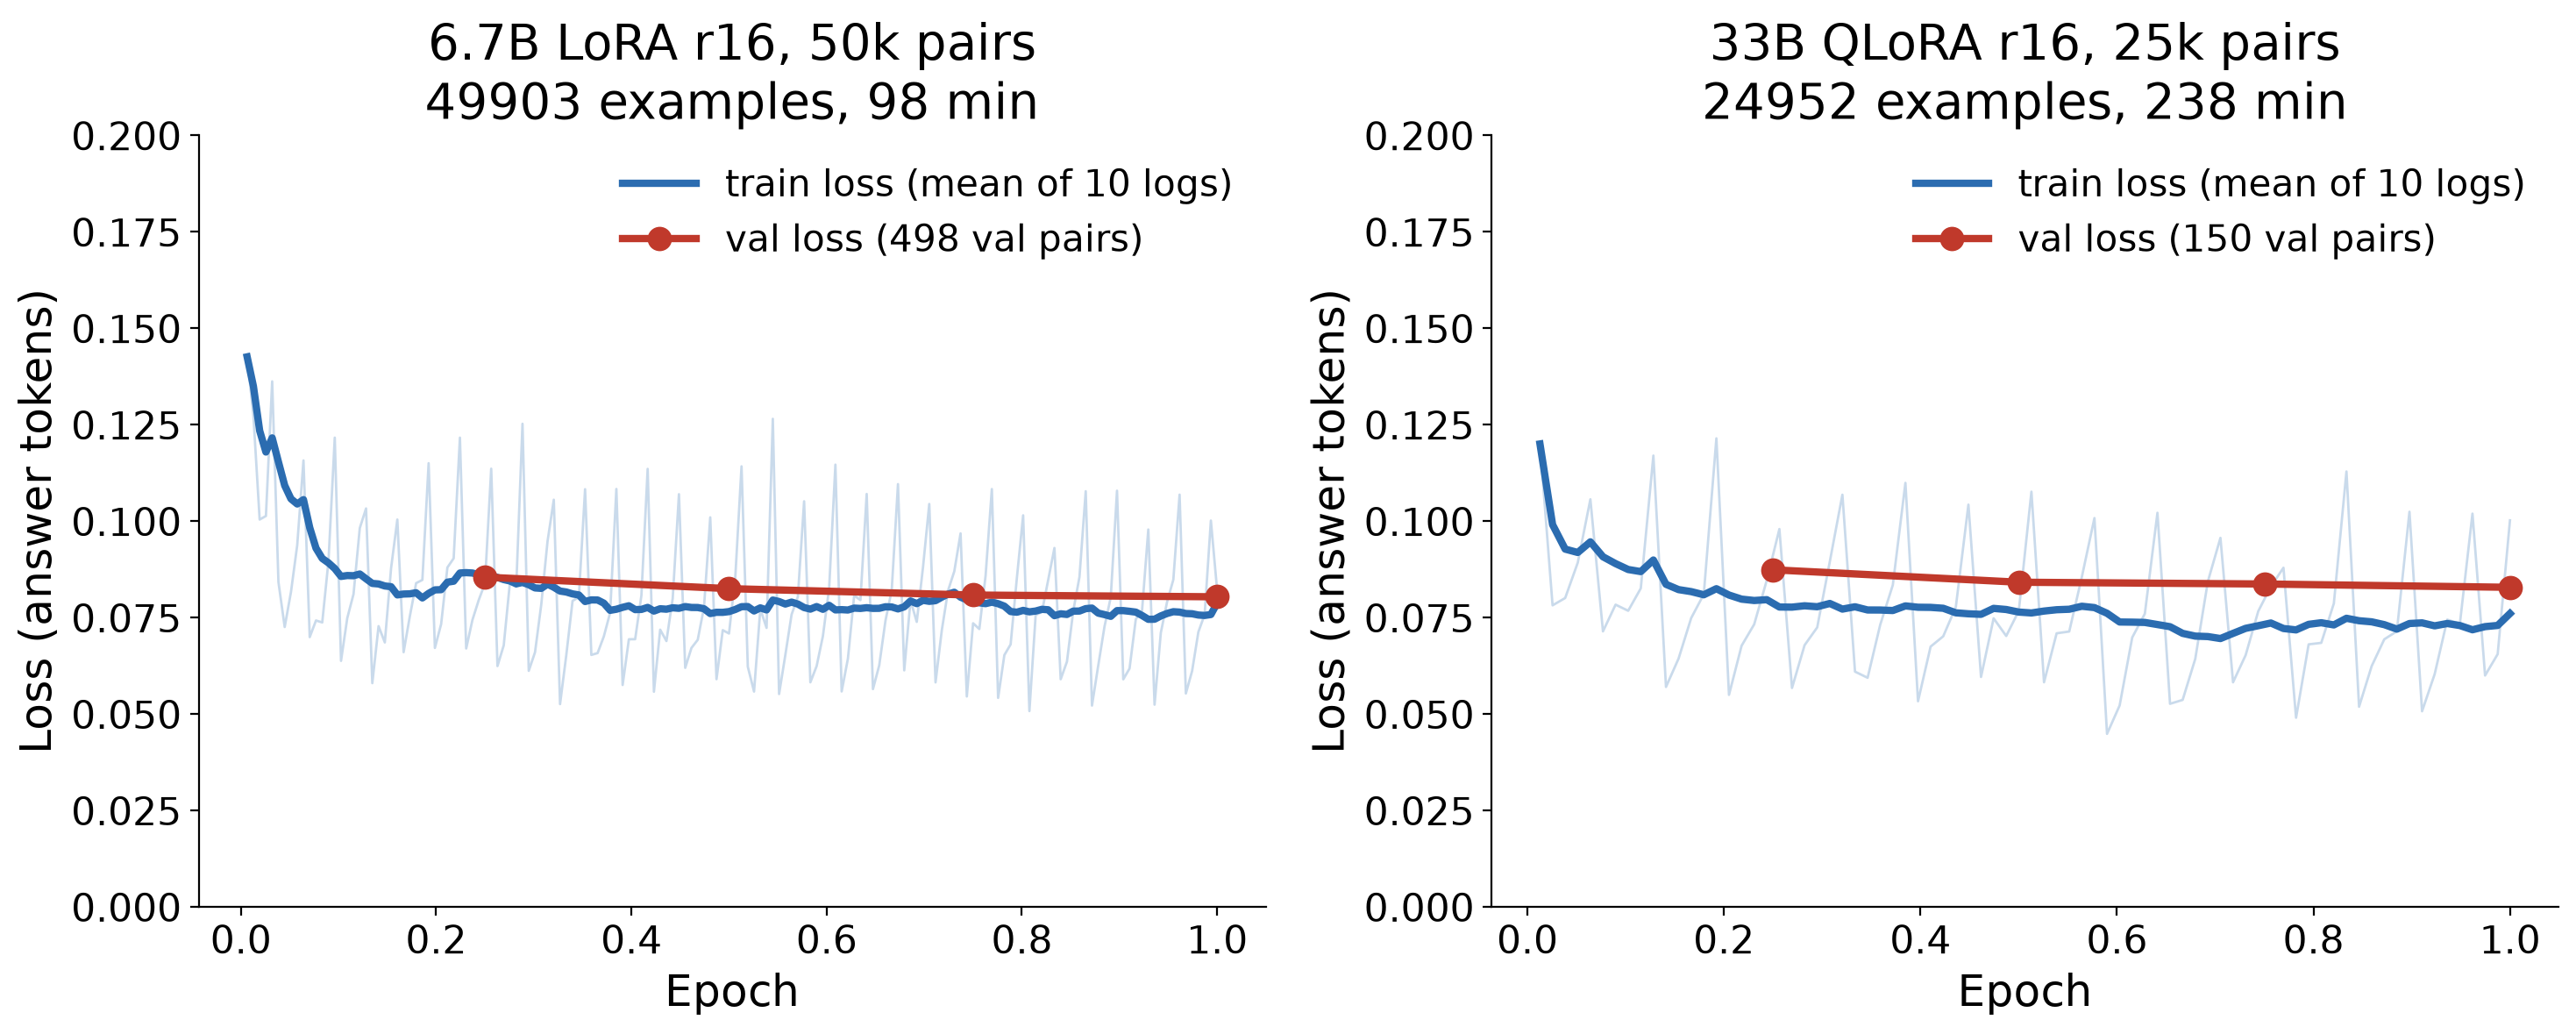 6.7B LoRA r16, 50k pairs
49903 examples, 98 min
0.200
0.175
0.150
0.125
0.100
0.075
0.050
0.025
0.000
Loss (answer tokens)
train loss (mean of 10 logs)
val loss (498 val pairs)
0.0 0.2 0.4 0.6 0.8 1.0
Epoch
33B QLoRA r16, 25k pairs
24952 examples, 238 min
0.200
0.175
0.150
0.125
0.100
0.075
0.050
0.025
0.000
Loss (answer tokens)
train loss (mean of 10 logs)
val loss (150 val pairs)
0.0 0.2 0.4 0.6 0.8 1.0
Epoch